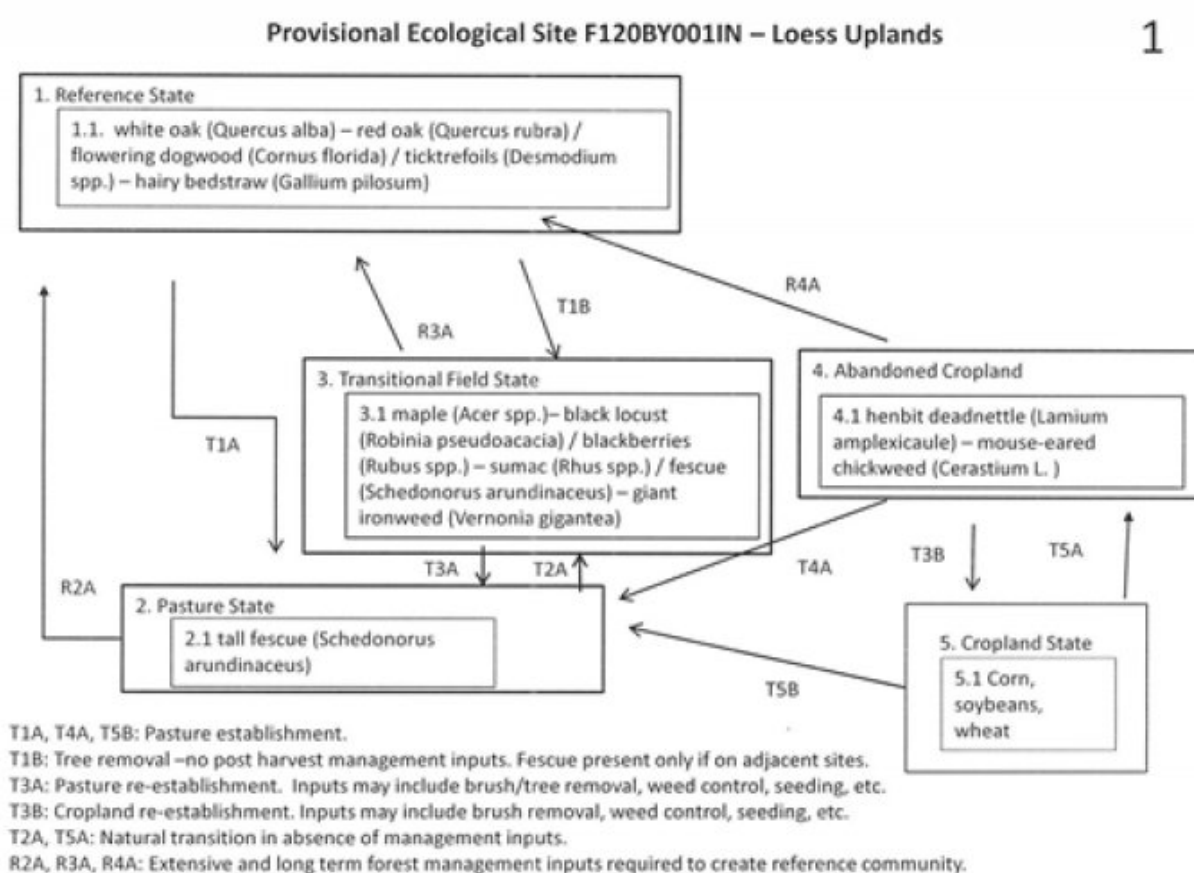 Provisional Ecological Site F120BY001IN – Loess Uplands
1
1. Reference State
1.1. white oak (Quercus alba) – red oak (Quercus rubra) /
flowering dogwood (Cornus florida) / ticktrefoils (Desmodium
spp.) – hairy bedstraw (Gallium pilosum)
R4A
T1B
R3A
3. Transitional Field State
3.1 maple (Acer spp.)– black locust
(Robinia pseudoacacia) / blackberries
(Rubus spp.) – sumac (Rhus spp.) / fescue
(Schedonorus arundinaceus) – giant
ironweed (Vernonia gigantea)
4. Abandoned Cropland
4.1 henbit deadnettle (Lamium
amplexicaule) – mouse-eared
chickweed (Cerastium L. )
T1A
T3A
T2A
T4A
T3B
T5A
R2A
2. Pasture State
2.1 tall fescue (Schedonorus
arundinaceus)
T5B
5. Cropland State
5.1 Corn,
soybeans,
wheat
T1A, T4A, T5B: Pasture establishment.
T1B: Tree removal –no post harvest management inputs. Fescue present only if on adjacent sites.
T3A: Pasture re-establishment. Inputs may include brush/tree removal, weed control, seeding, etc.
T3B: Cropland re-establishment. Inputs may include brush removal, weed control, seeding, etc.
T2A, T5A: Natural transition in absence of management inputs.
R2A, R3A, R4A: Extensive and long term forest management inputs required to create reference community.